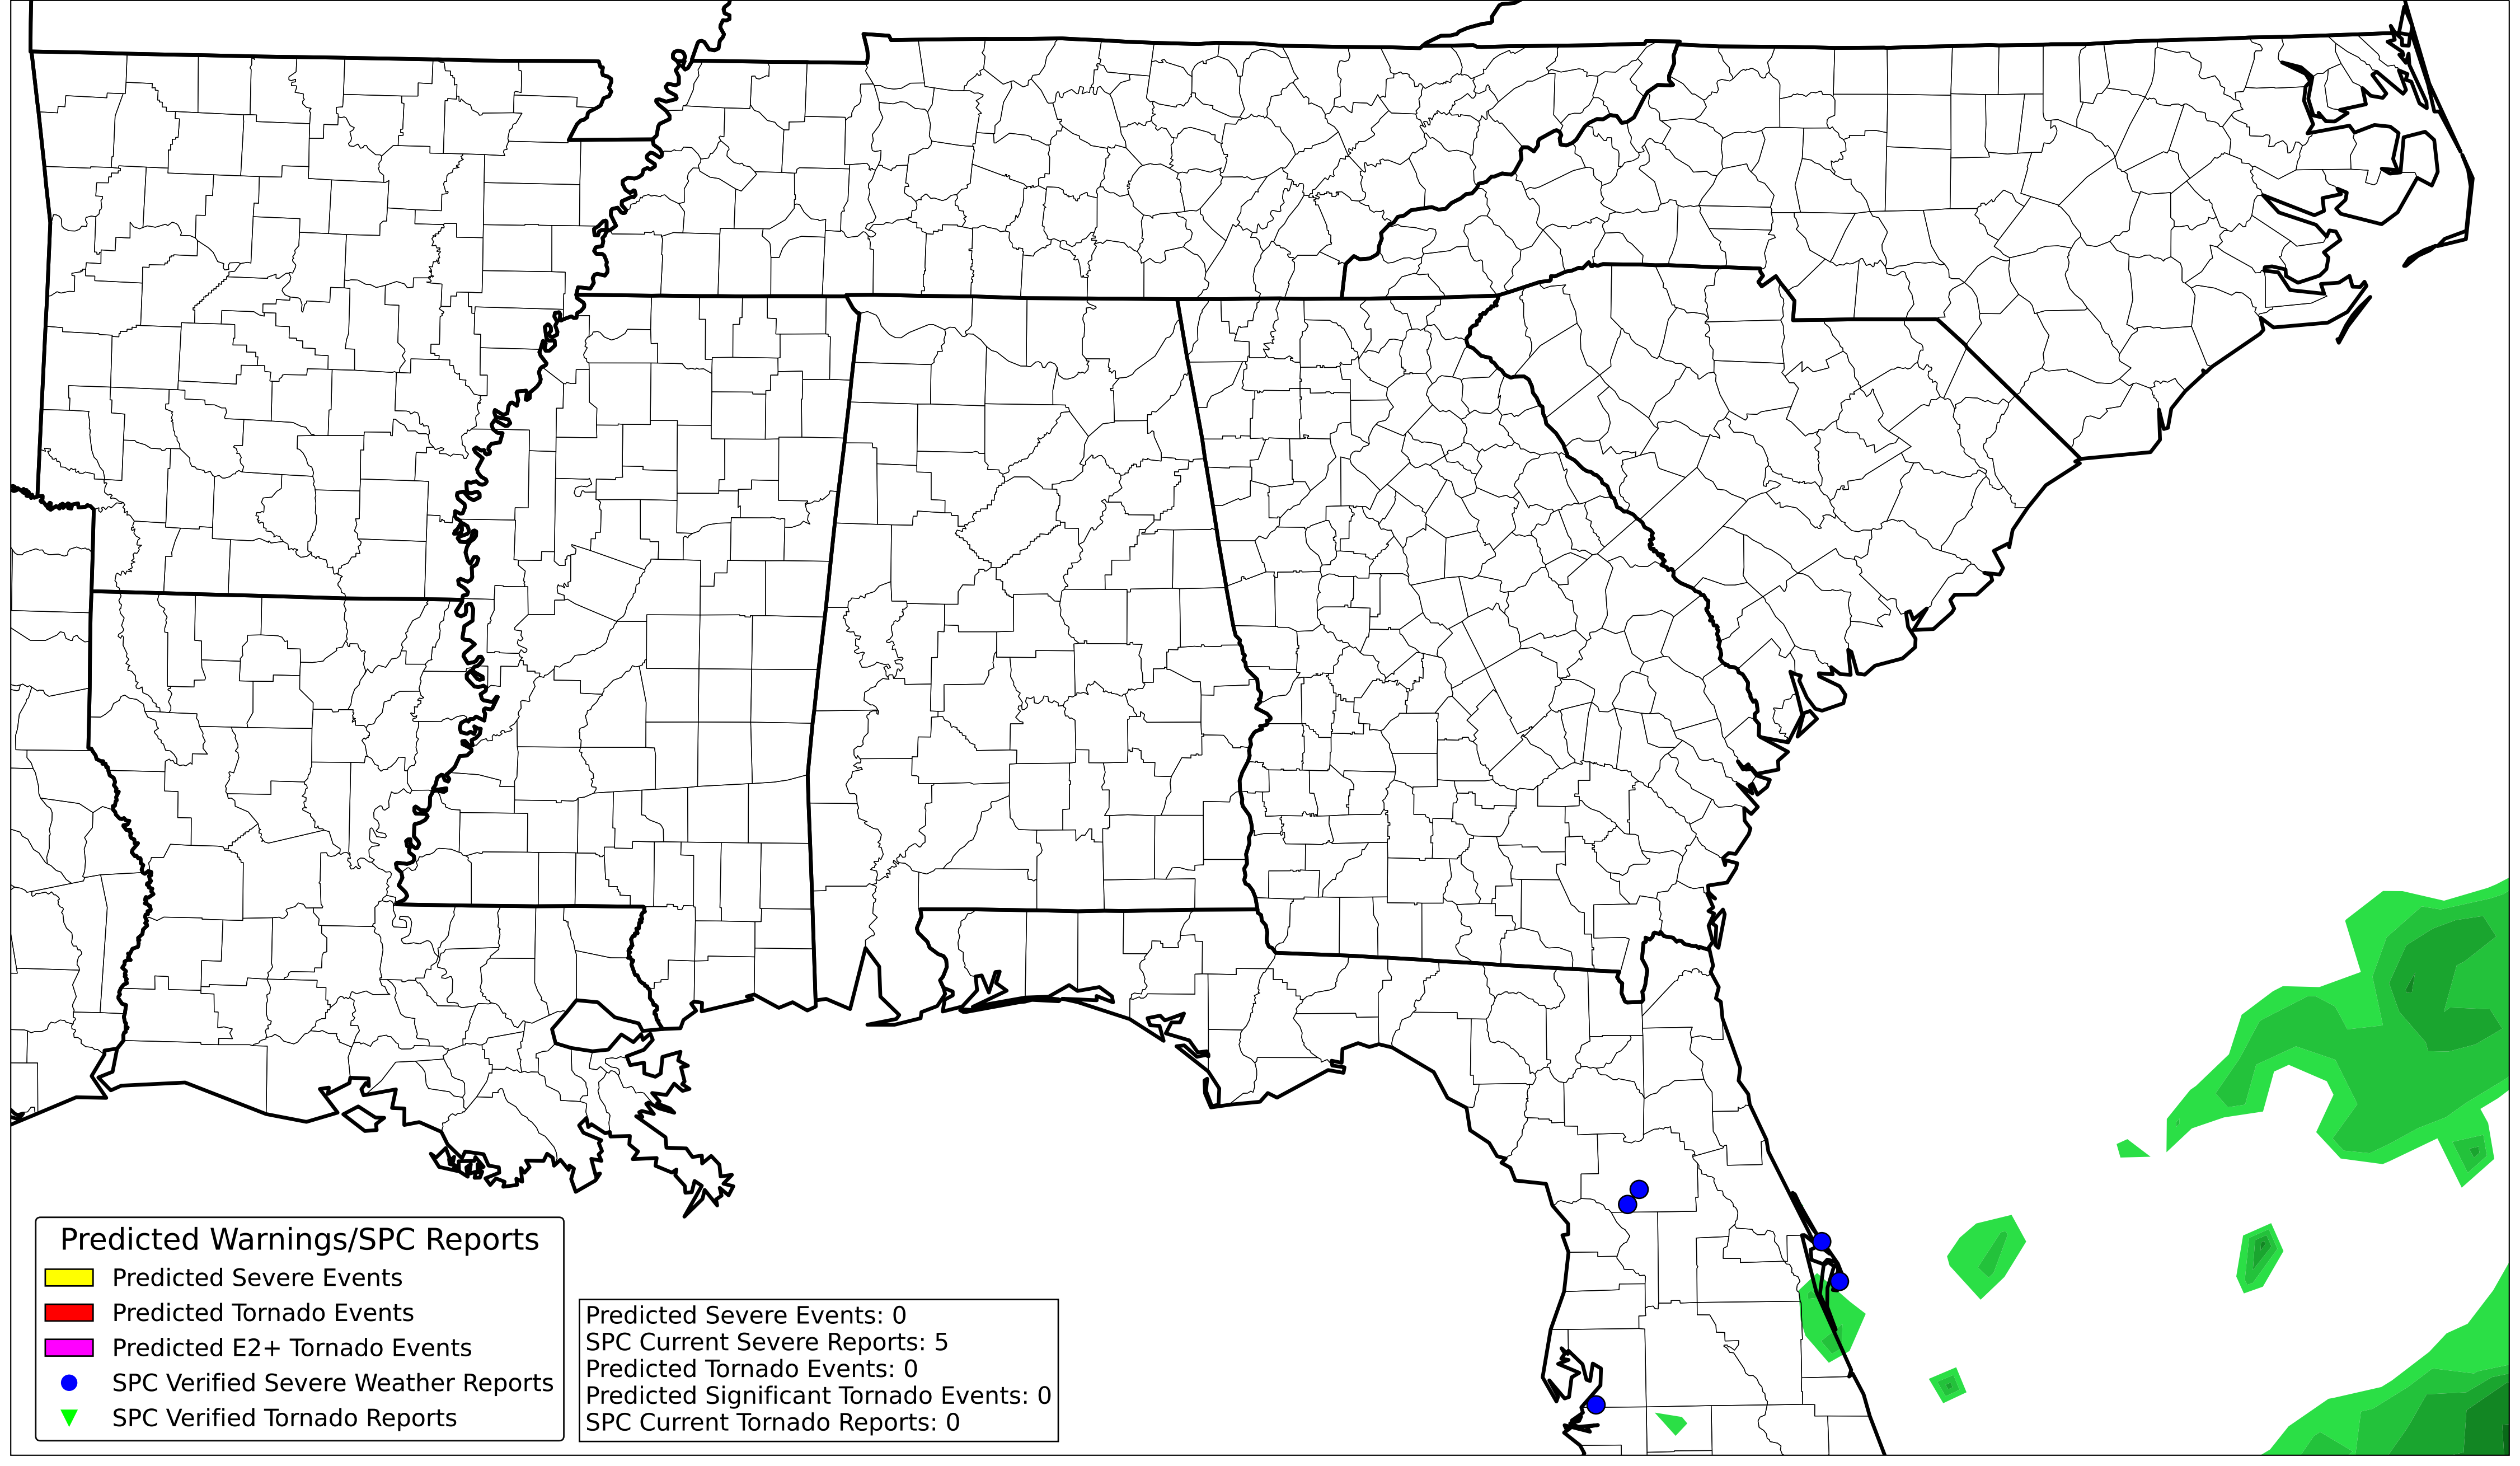 Predicted Warnings/SPC Reports
Predicted Severe Events
Predicted Tornado Events
Predicted E2+ Tornado Events
SPC Verified Severe Weather Reports
SPC Verified Tornado Reports
Predicted Severe Events: 0
SPC Current Severe Reports: 5
Predicted Tornado Events: 0
Predicted Significant Tornado Events: 0
SPC Current Tornado Reports: 0